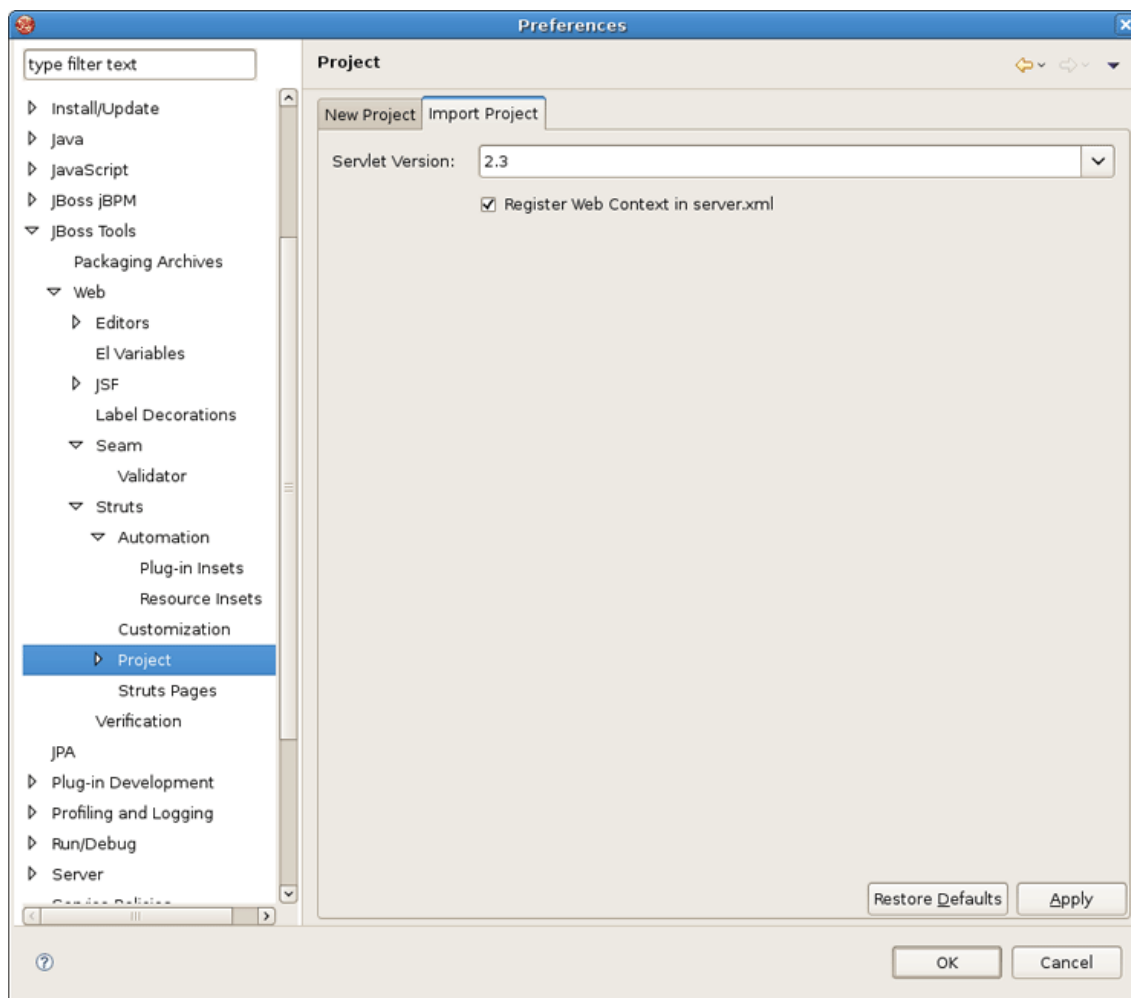 Preferences
type filter text
Install/Update
Java
JavaScript
JBoss jBPM
JBoss Tools
Packaging Archives
Web
Editors
El Variables
JSF
Label Decorations
Seam
Validator
Struts
Automation
Plug-in Insets
Resource Insets
Customization
Project
Struts Pages
Verification
JPA
Plug-in Development
Profiling and Logging
Run/Debug
Server
Project
New Project
Import Project
Servlet Version:
2.3
Register Web Context in server.xml
Restore Defaults
Apply
OK
Cancel